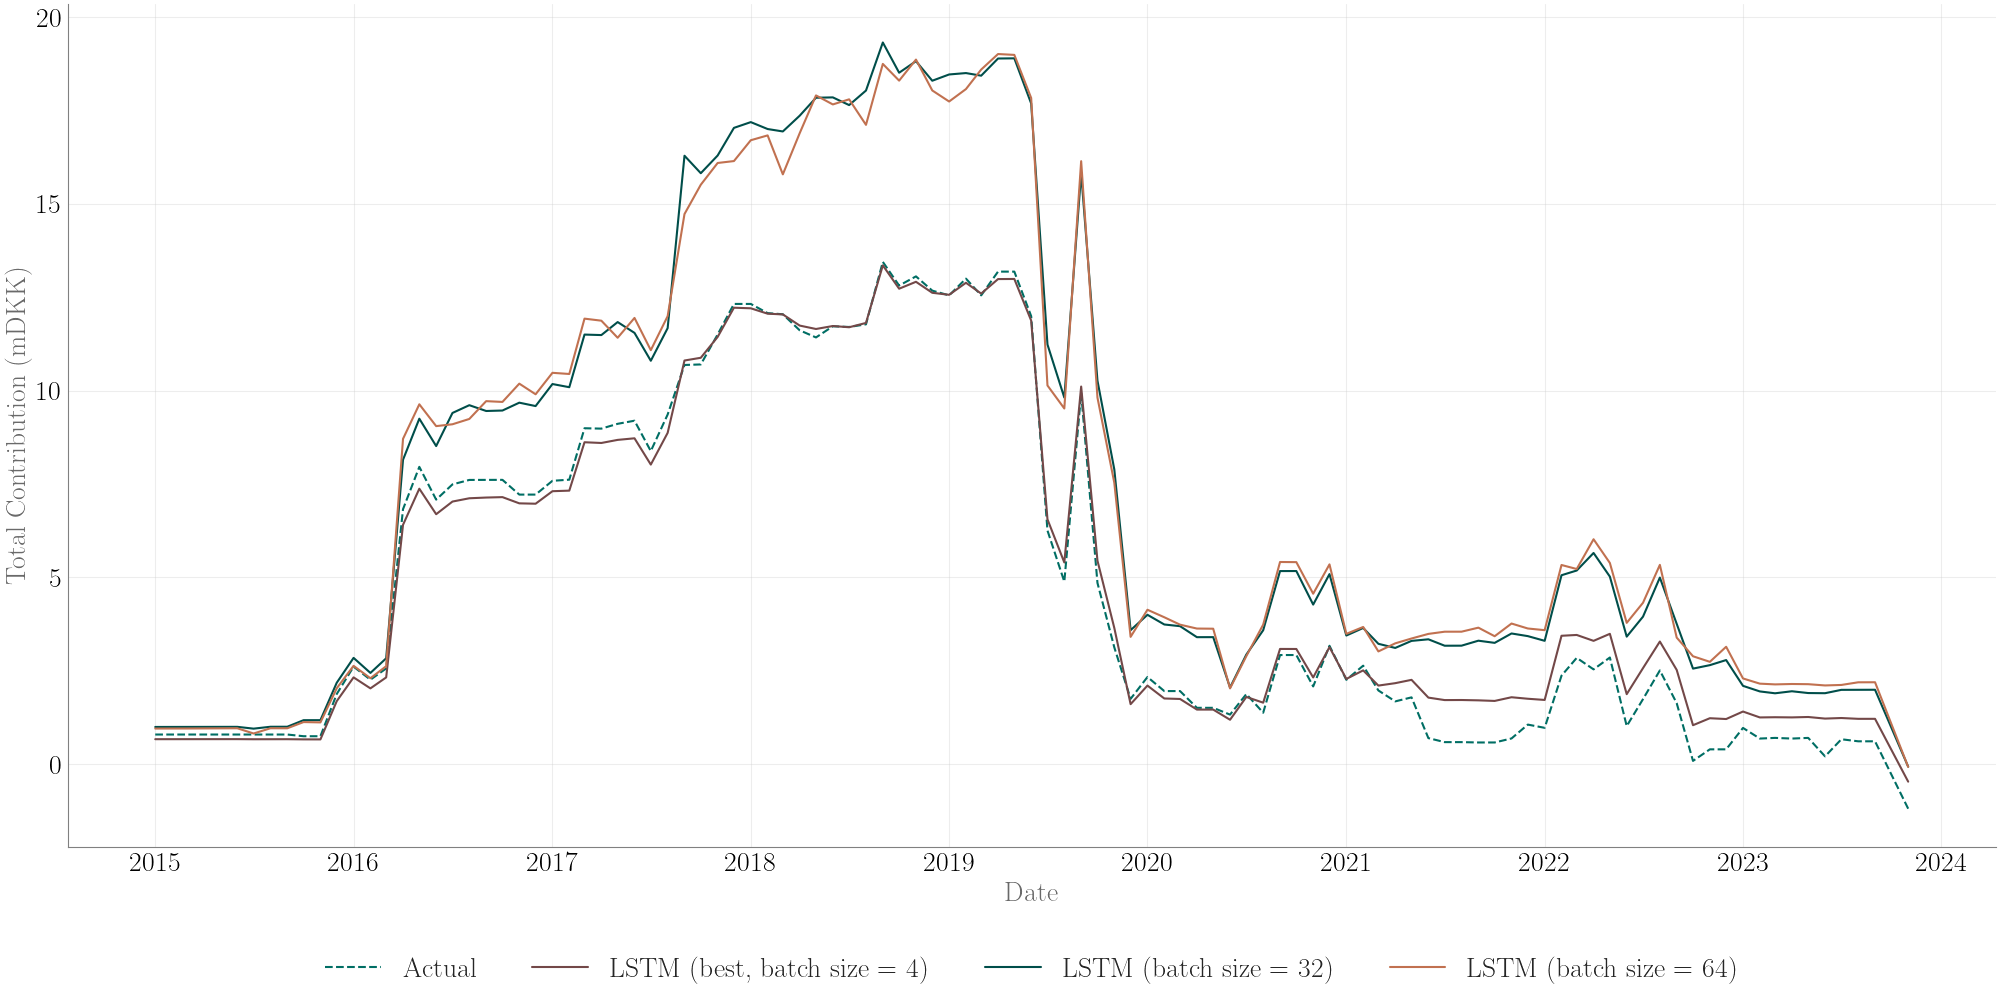 Total Contribution (mDKK)
20
15
10
5
0
2015 2016 2017 2018 2019 2020 2021 2022 2023 2024
Date
Actual LSTM (best, batch size = 4) LSTM (batch size = 32) LSTM (batch size = 64)